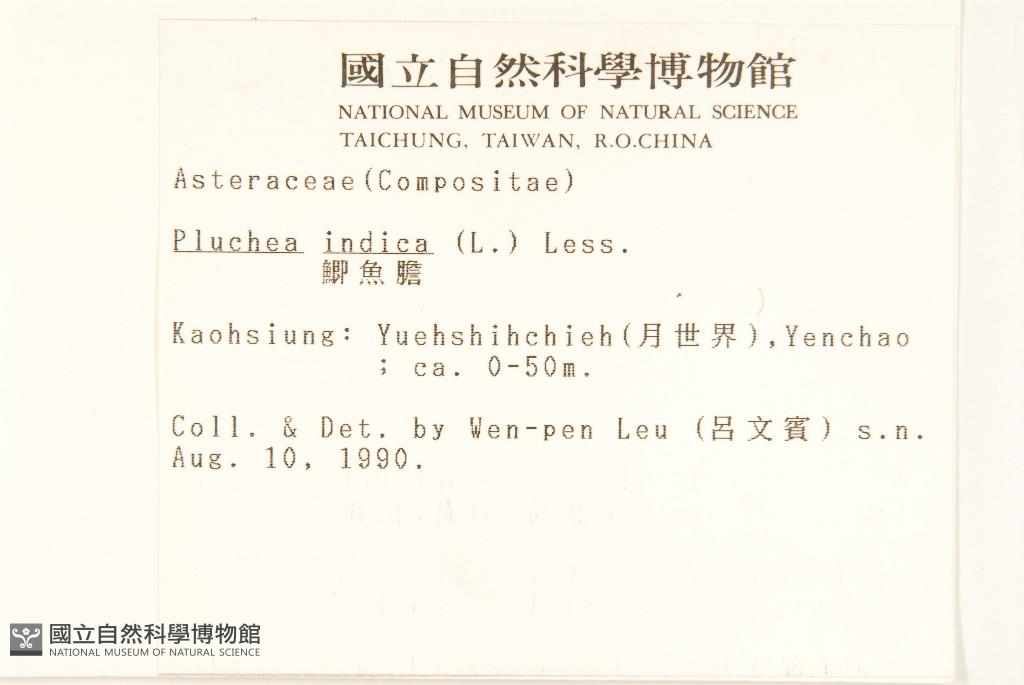 國立自然科學博物館
NATIONAL MUSEUM OF NATURAL SCIENCE
TAICHUNG, TAIWAN, R.O.CHINA
Asteraceae(Compositae)
Pluchea indica (L.) Less.
鯽魚膽
Kaohsiung: Yuehshihchieh(月世界),Yenchao
; ca. 0-50m.
Coll. & Det. by Wen-pen Leu (呂文賓) s.n.
Aug. 10, 1990.
國立自然科學博物館
NATIONAL MUSEUM OF NATURAL SCIENCE